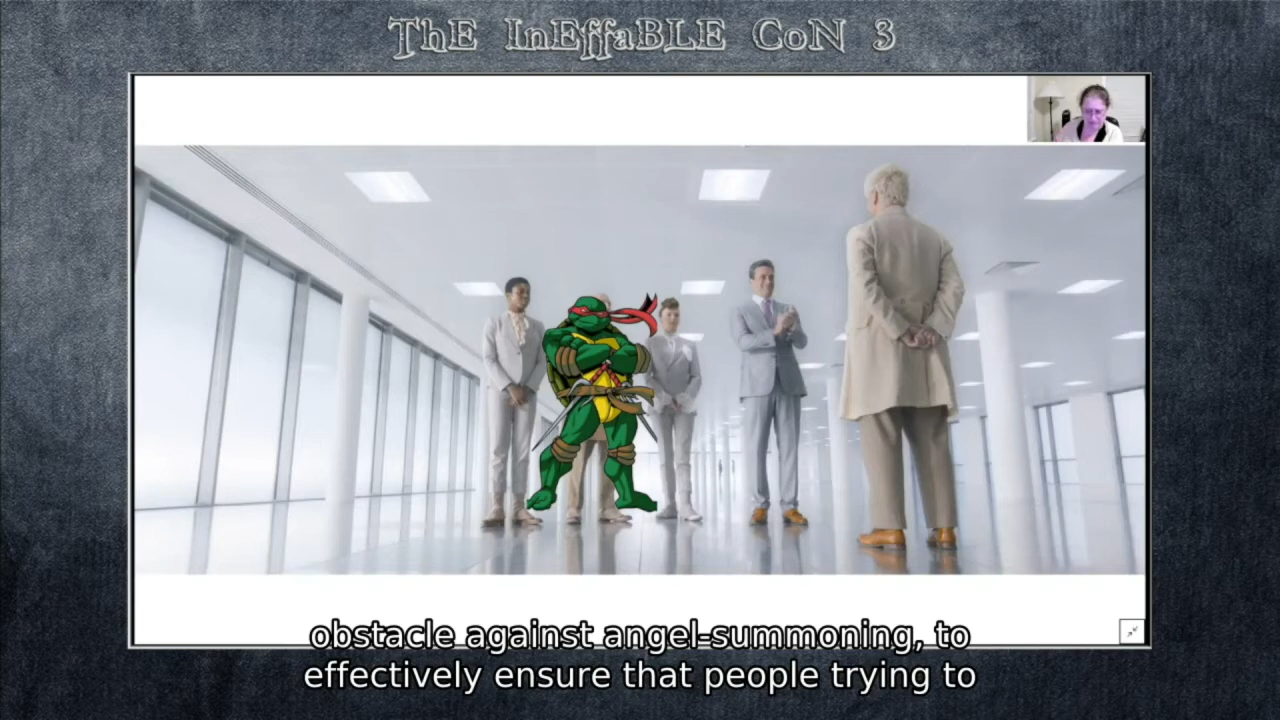 ThE InEffaBLE CoN 3
obstacle against angel-summoning, to
effectively ensure that people trying to